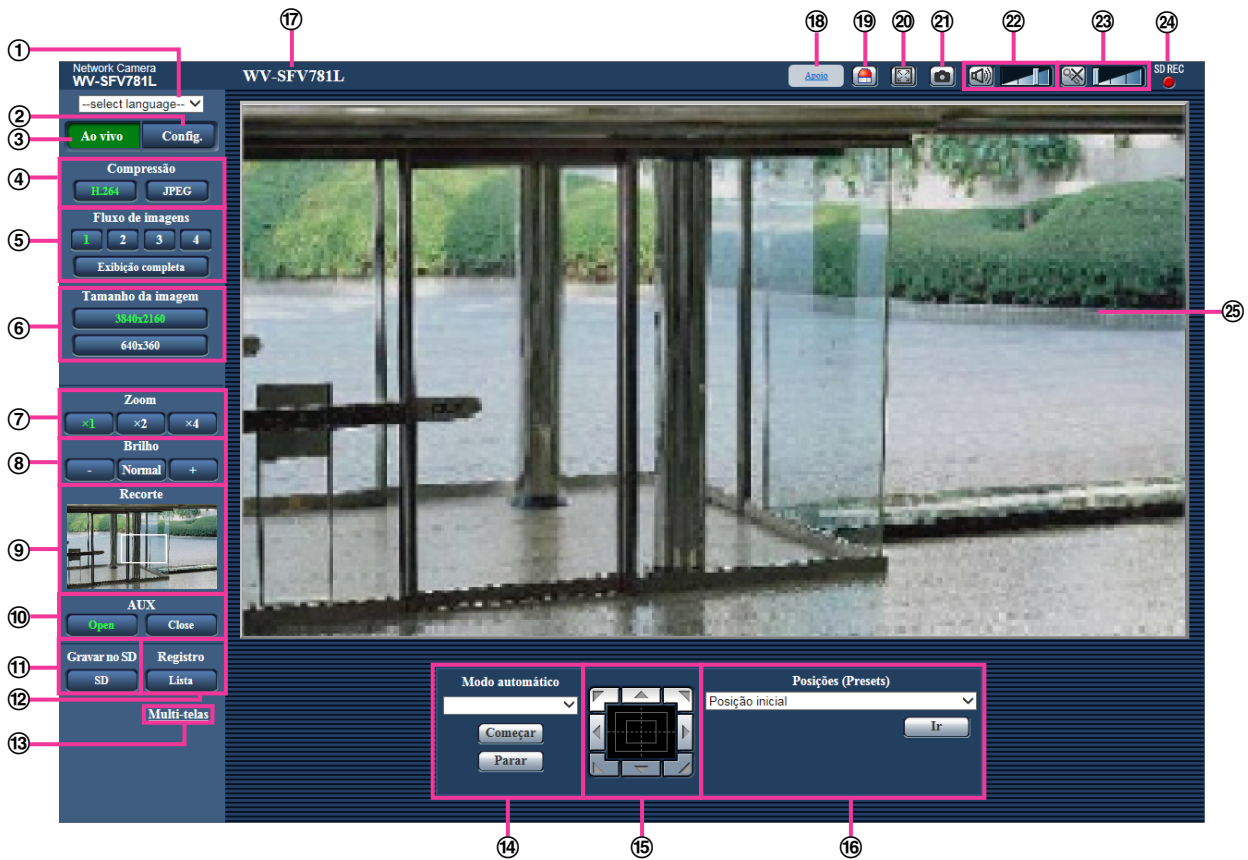 ⑰ ⑱ ⑲ ⑳ ㉑ ㉒ ㉓ ㉔
①
Network Camera
WV-SFV781L
WV-SFV781L
Apoio
SD REC
--select language--
②
③
Ao vivo Config.
④
Compressão
H.264 JPEG
⑤
Fluxo de imagens
1 2 3 4
Exibição completa
⑥
Tamanho da imagem
3840x2160
640x360
㉕
⑦
Zoom
×1 ×2 ×4
⑧
Brilho
- Normal +
⑨
Recorte
⑩
AUX
Open Close
⑪
Gravar no SD
SD
Registro
Lista
⑫
Multi-telas
⑬
Modo automático
Começar
Parar
Posições (Presets)
Posição inicial
Ir
⑭ ⑮ ⑯